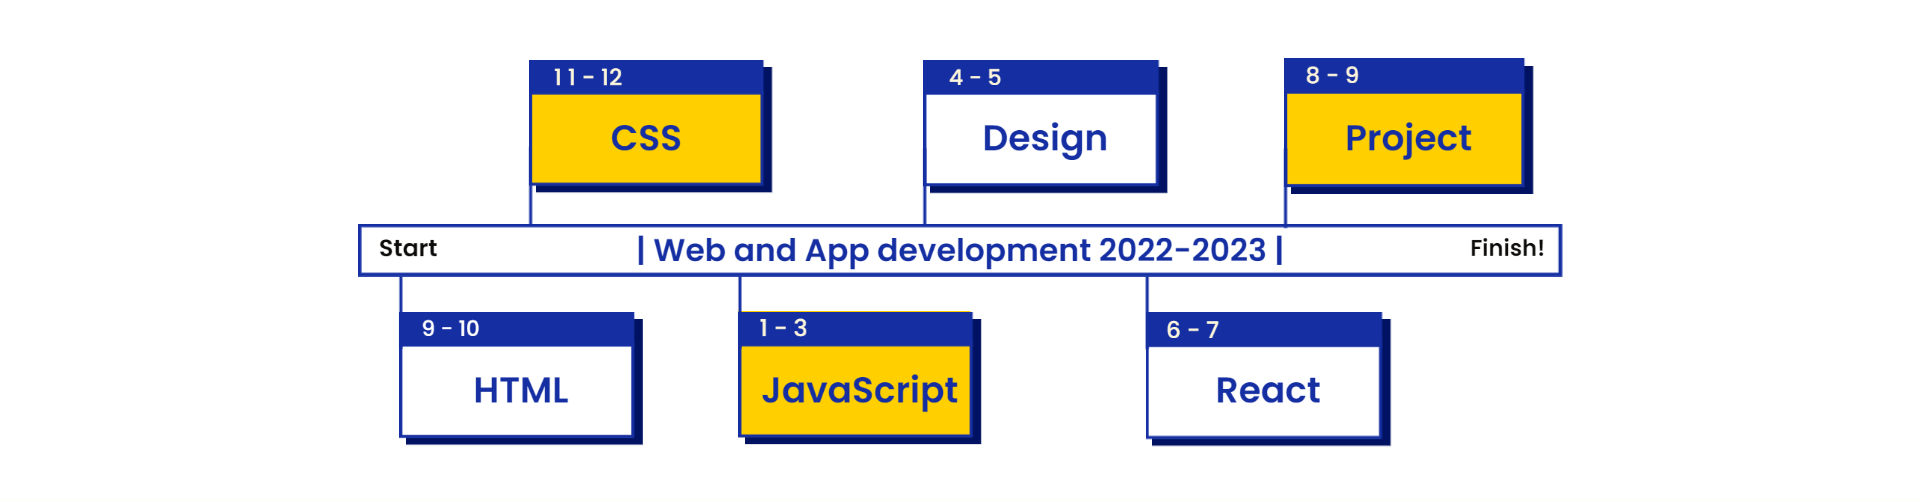 11 - 12
CSS
4 - 5
Design
8 - 9
Project
Start
| Web and App development 2022-2023 |
Finish!
9 - 10
HTML
1 - 3
JavaScript
6 - 7
React